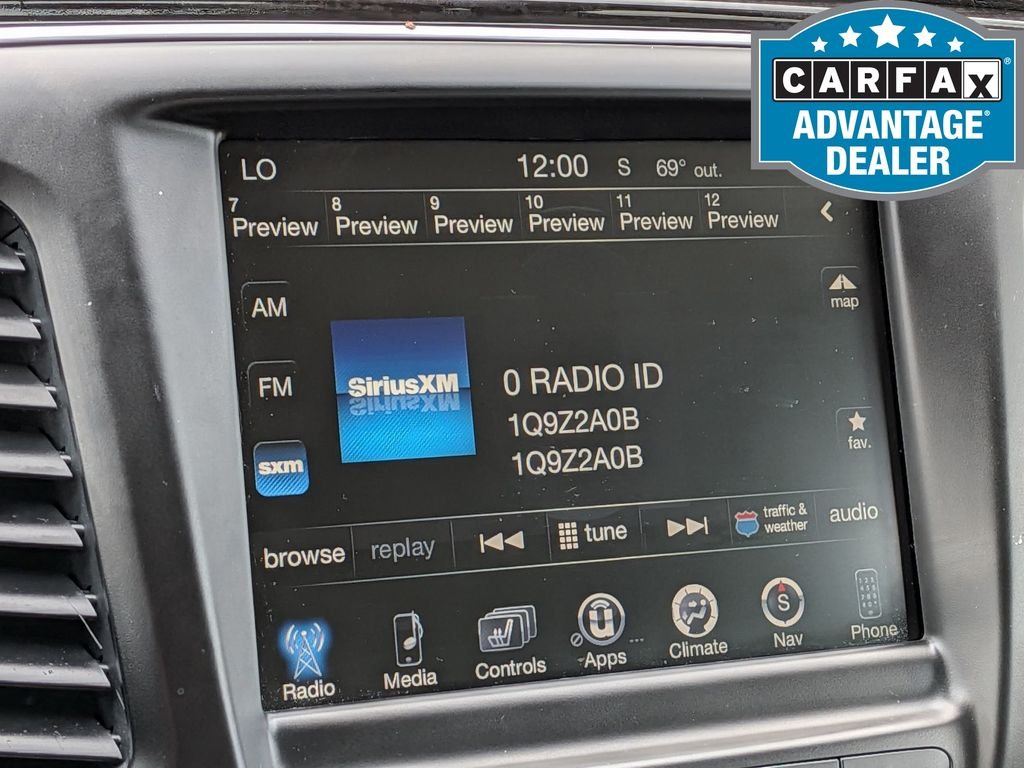 CARFAX®
ADVANTAGE®
DEALER
LO 12:00 S 69° out.
7 8 9 10 11 12
Preview Preview Preview Preview Preview Preview
AM
map
SiriusXM
0 RADIO ID
FM
1Q9Z2A0B
fav.
sxm
1Q9Z2A0B
browse replay tune traffic & weather audio
U S
Radio Media Controls Apps Climate Nav Phone